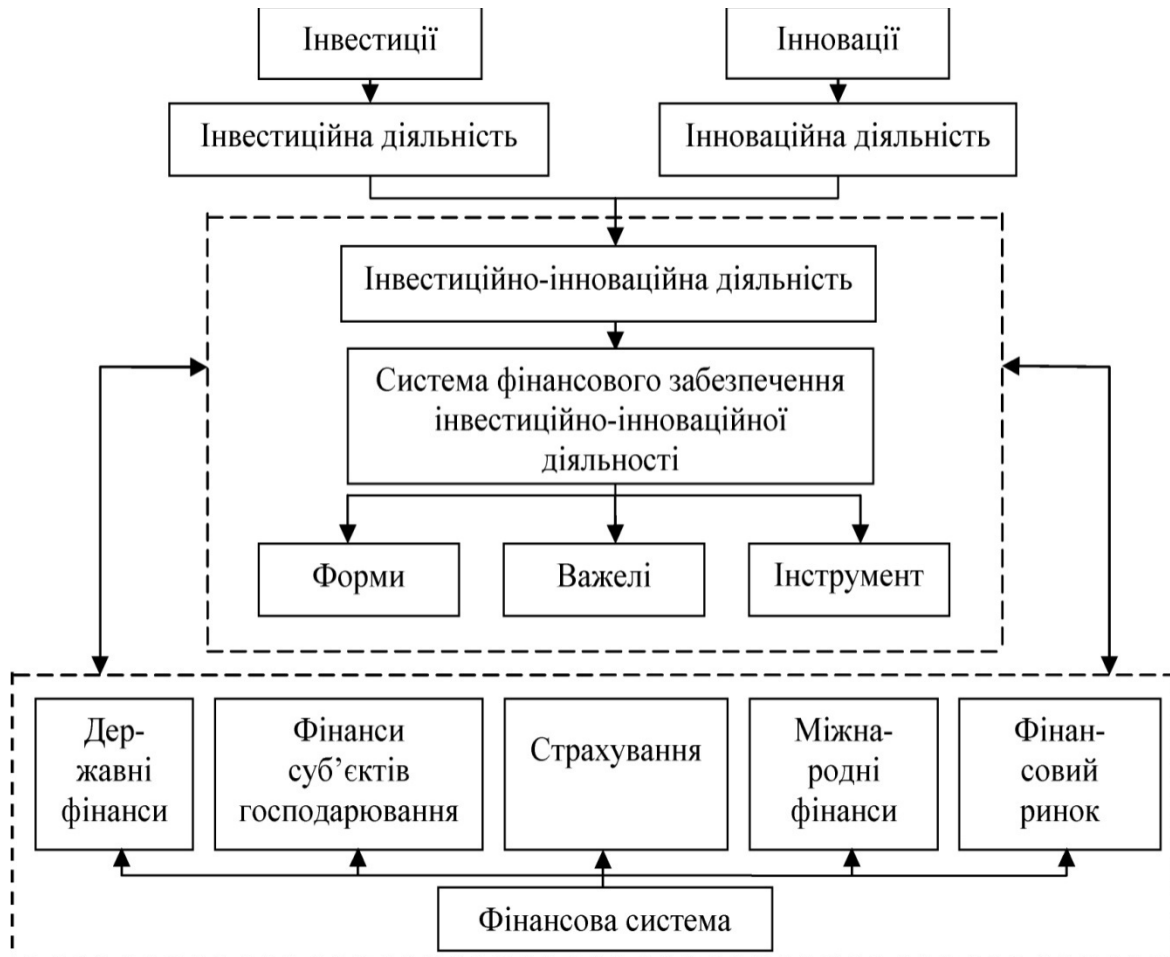 Інвестиції
Інновації
Інвестиційна діяльність
Інноваційна діяльність
Інвестиційно-інноваційна діяльність
Система фінансового забезпечення
інвестиційно-інноваційної
діяльності
Форми
Важелі
Інструмент
Дер-
жавні
фінанси
Фінанси
суб’єктів
господарювання
Страхування
Міжна-
родні
фінанси
Фінан-
совий
ринок
Фінансова система